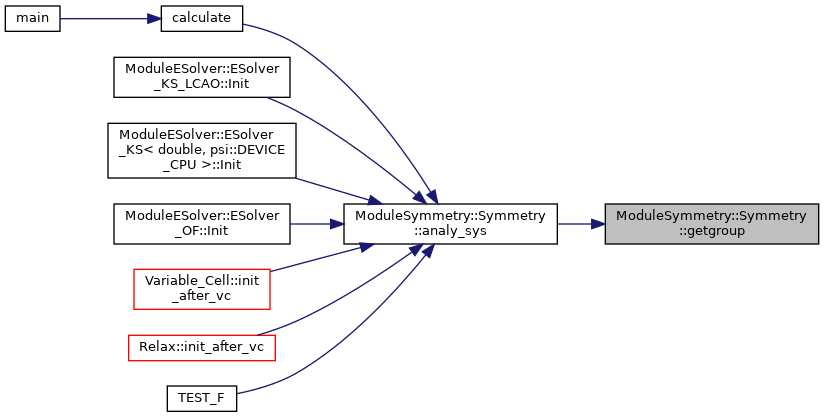 main
calculate
ModuleESolver::ESolver
_KS_LCAO::Init
ModuleESolver::ESolver
_KS< double, psi::DEVICE
_CPU >::Init
ModuleESolver::ESolver
_OF::Init
Variable_Cell::init
_after_vc
Relax::init_after_vc
TEST_F
ModuleSymmetry::Symmetry
::analy_sys
ModuleSymmetry::Symmetry
::getgroup